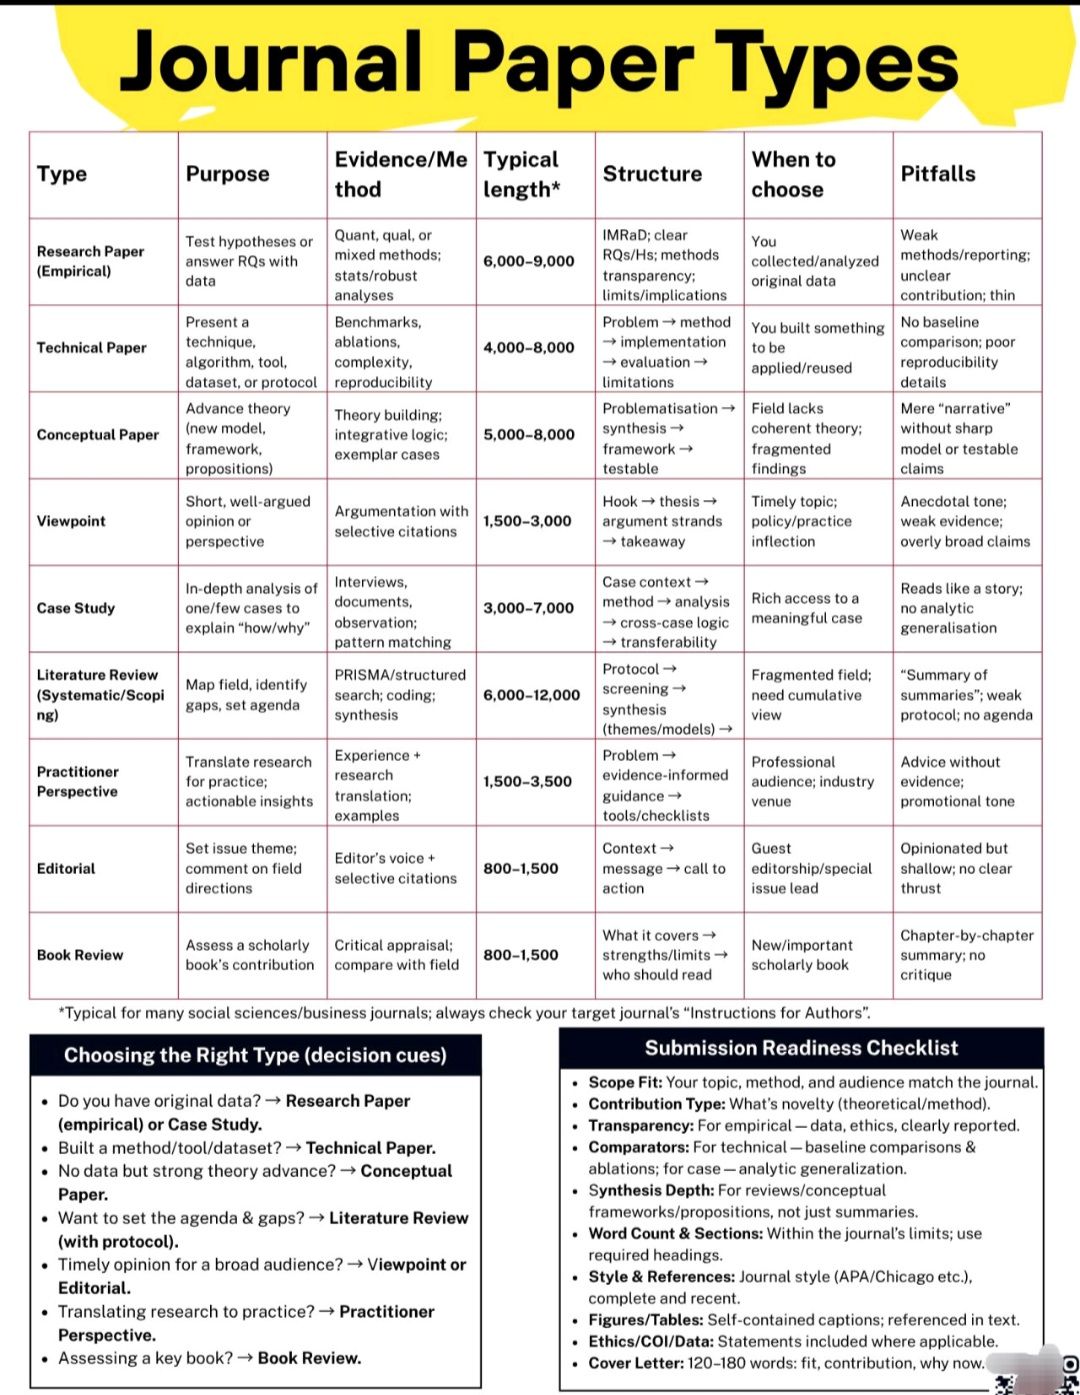 Journal Paper Types
Type
Purpose
Evidence/Me
thod
Typical
length*
Structure
When to
choose
Pitfalls
Research Paper
(Empirical)
Test hypotheses or
answer RQs with
data
Quant, qual, or
mixed methods;
stats/robust
analyses
6,000–9,000
IMRaD; clear
RQs/Hs; methods
transparency;
limits/implications
You
collected/analyzed
original data
Weak
methods/reporting;
unclear
contribution; thin
Technical Paper
Present a
technique,
algorithm, tool,
dataset, or protocol
Benchmarks,
ablations,
complexity,
reproducibility
4,000–8,000
Problem → method
→ implementation
→ evaluation →
limitations
You built something
to be
applied/reused
No baseline
comparison; poor
reproducibility
details
Conceptual Paper
Advance theory
(new model,
framework,
propositions)
Theory building;
integrative logic;
exemplar cases
5,000–8,000
Problematisation →
synthesis →
framework →
testable
Field lacks
coherent theory;
fragmented
findings
Mere “narrative”
without sharp
model or testable
claims
Viewpoint
Short, well-argued
opinion or
perspective
Argumentation with
selective citations
1,500–3,000
Hook → thesis →
argument strands
→ takeaway
Timely topic;
policy/practice
inflection
Anecdotal tone;
weak evidence;
overly broad claims
Case Study
In-depth analysis of
one/few cases to
explain “how/why”
Interviews,
documents,
observation;
pattern matching
3,000–7,000
Case context →
method → analysis
→ cross-case logic
→ transferability
Rich access to a
meaningful case
Reads like a story;
no analytic
generalisation
Literature Review
(Systematic/Scopi
ng)
Map field, identify
gaps, set agenda
PRISMA/structured
search; coding;
synthesis
6,000–12,000
Protocol →
screening →
synthesis
(themes/models) →
Fragmented field;
need cumulative
view
“Summary of
summaries”; weak
protocol; no agenda
Practitioner
Perspective
Translate research
for practice;
actionable insights
Experience +
research
translation;
examples
1,500–3,500
Problem →
evidence-informed
guidance →
tools/checklists
Professional
audience; industry
venue
Advice without
evidence;
promotional tone
Editorial
Set issue theme;
comment on field
directions
Editor’s voice +
selective citations
800–1,500
Context →
message → call to
action
Guest
editorship/special
issue lead
Opinionated but
shallow; no clear
thrust
Book Review
Assess a scholarly
book’s contribution
Critical appraisal;
compare with field
800–1,500
What it covers →
strengths/limits →
who should read
New/important
scholarly book
Chapter-by-chapter
summary; no
critique
*Typical for many social sciences/business journals; always check your target journal’s “Instructions for Authors”.
Choosing the Right Type (decision cues)
• Do you have original data? → Research Paper
(empirical) or Case Study.
• Built a method/tool/dataset? → Technical Paper.
• No data but strong theory advance? → Conceptual
Paper.
• Want to set the agenda & gaps? → Literature Review
(with protocol).
• Timely opinion for a broad audience? → Viewpoint or
Editorial.
• Translating research to practice? → Practitioner
Perspective.
• Assessing a key book? → Book Review.
Submission Readiness Checklist
• Scope Fit: Your topic, method, and audience match the journal.
• Contribution Type: What’s novelty (theoretical/method).
• Transparency: For empirical — data, ethics, clearly reported.
• Comparators: For technical — baseline comparisons &
ablations; for case — analytic generalization.
• Synthesis Depth: For reviews/conceptual
frameworks/propositions, not just summaries.
• Word Count & Sections: Within the journal’s limits; use
required headings.
• Style & References: Journal style (APA/Chicago etc.),
complete and recent.
• Figures/Tables: Self-contained captions; referenced in text.
• Ethics/COI/Data: Statements included where applicable.
• Cover Letter: 120–180 words: fit, contribution, why now.